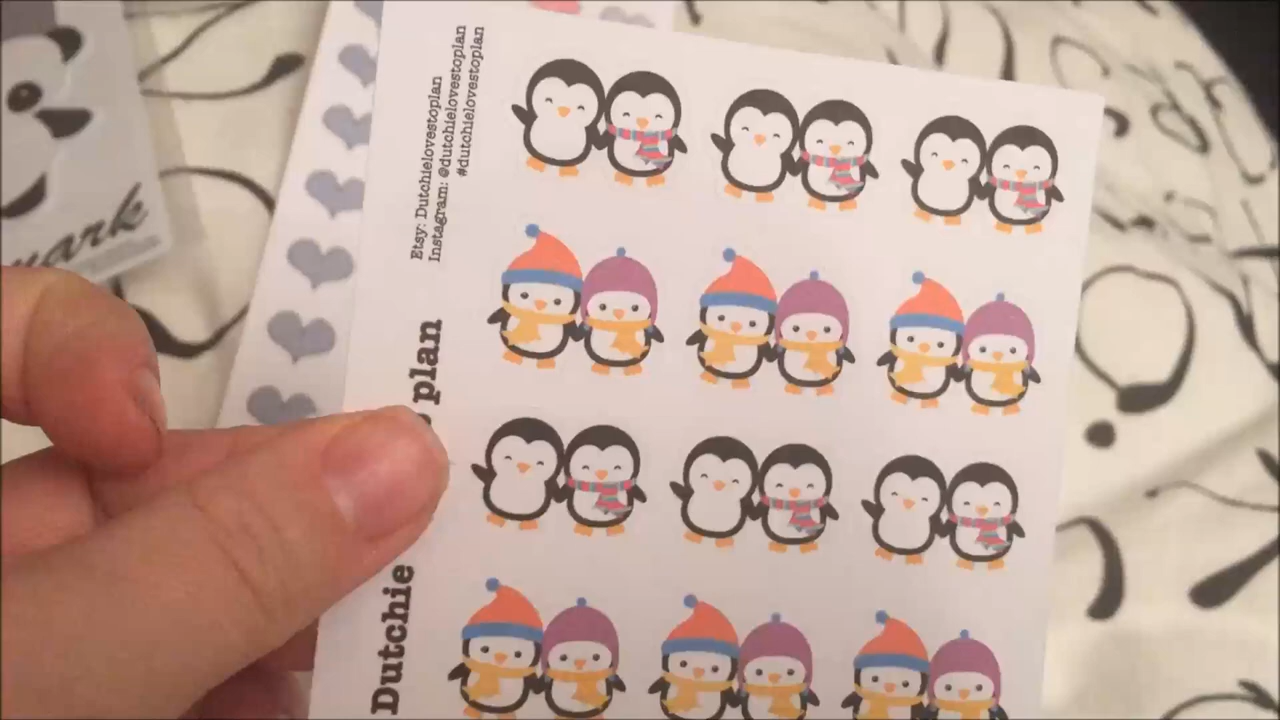 Etsy: Dutchielovestoplan
Instagram: @dutchielovestoplan
#dutchielovestoplan
Dutchie plan